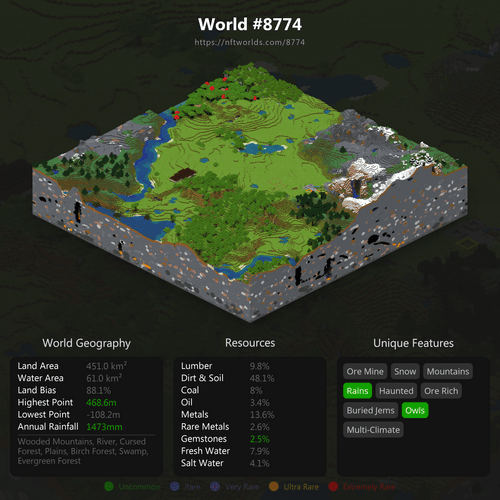 World #8774
https://nftworlds.com/8774
World Geography
Land Area 451.0 km²
Water Area 61.0 km²
Land Bias 88.1%
Highest Point 468.6m
Lowest Point -108.2m
Annual Rainfall 1473mm
Wooded Mountains, River, Cursed
Forest, Plains, Birch Forest, Swamp,
Evergreen Forest
Resources
Lumber 9.8%
Dirt & Soil 48.1%
Coal 8%
Oil 3.4%
Metals 13.6%
Rare Metals 2.6%
Gemstones 2.5%
Fresh Water 7.9%
Salt Water 4.1%
Unique Features
Ore Mine Snow Mountains
Rains Haunted Ore Rich
Buried Jems Owls
Multi-Climate
Uncommon Rare Very Rare Ultra Rare Extremely Rare